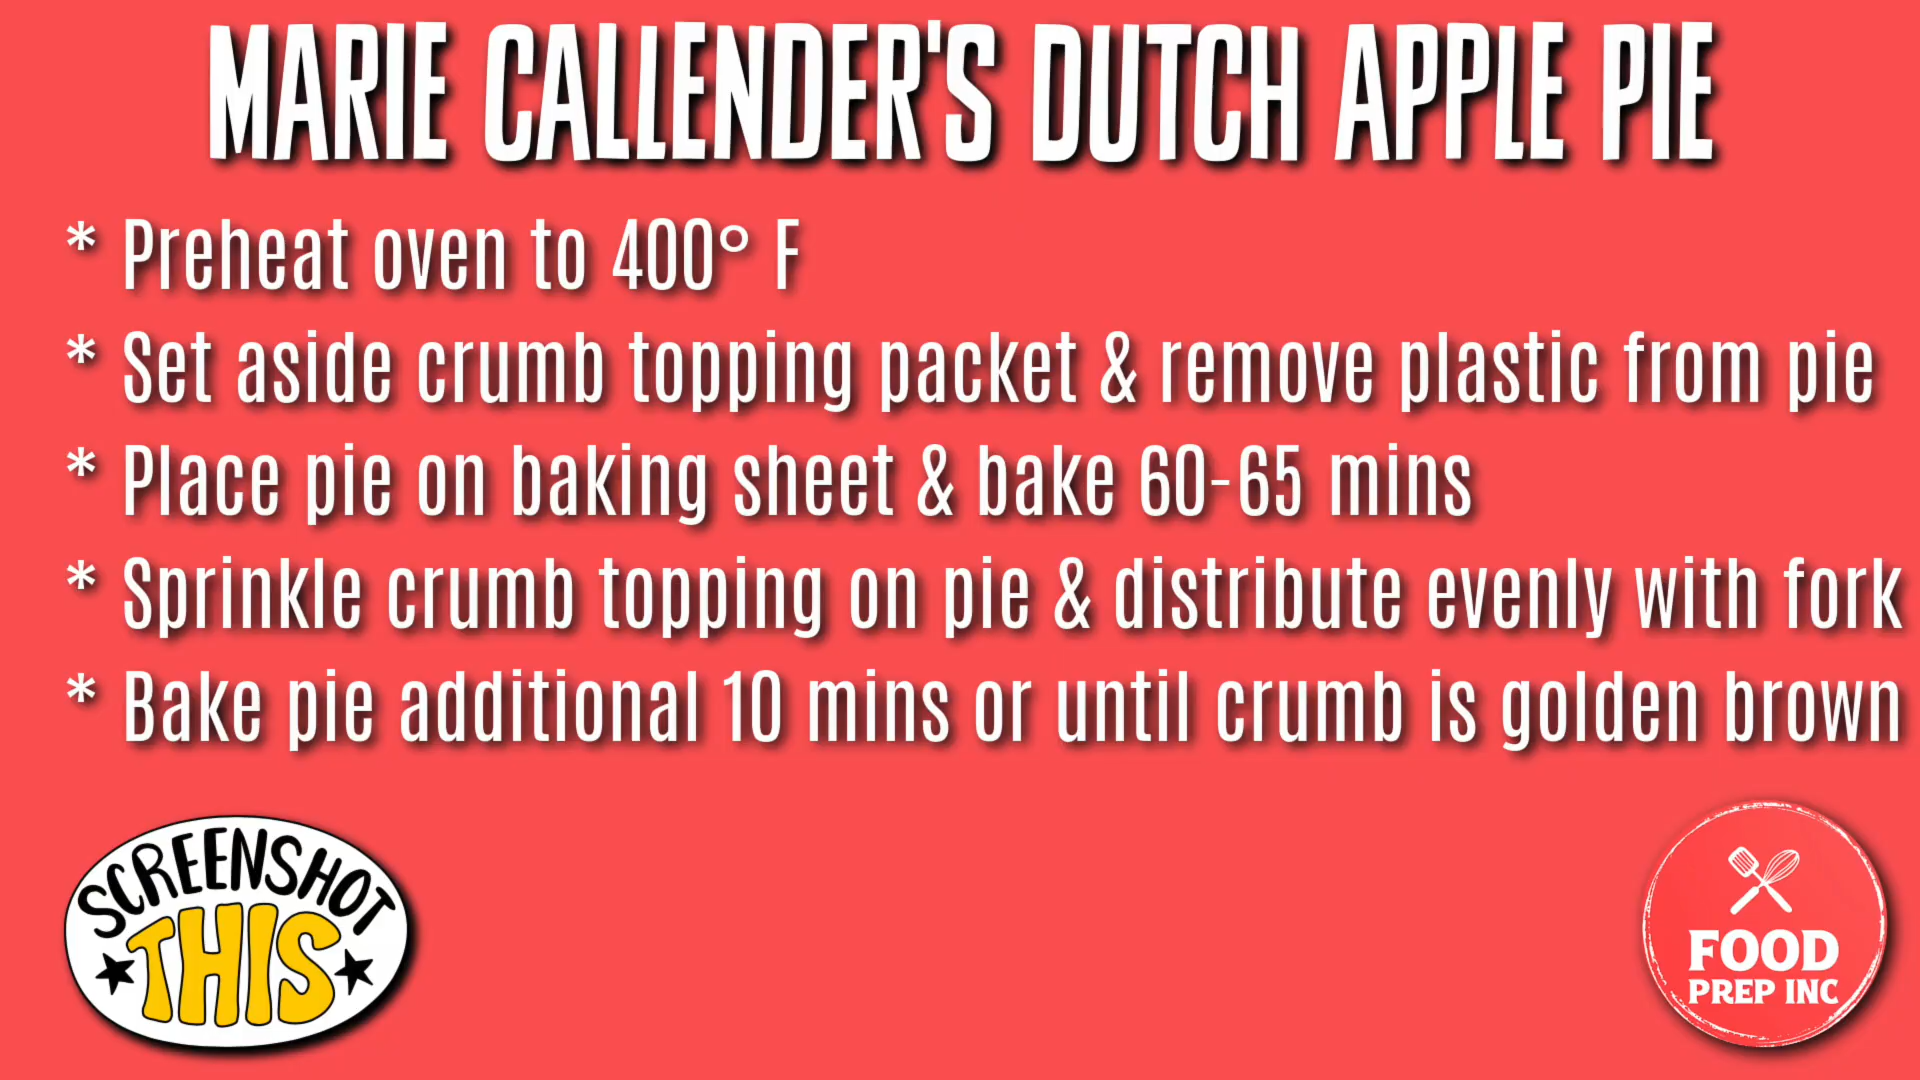 MARIE CALLENDER'S DUTCH APPLE PIE
* Preheat oven to 400° F
* Set aside crumb topping packet & remove plastic from pie
* Place pie on baking sheet & bake 60-65 mins
* Sprinkle crumb topping on pie & distribute evenly with fork
* Bake pie additional 10 mins or until crumb is golden brown
SCREENSHOT
THIS
FOOD
PREP INC